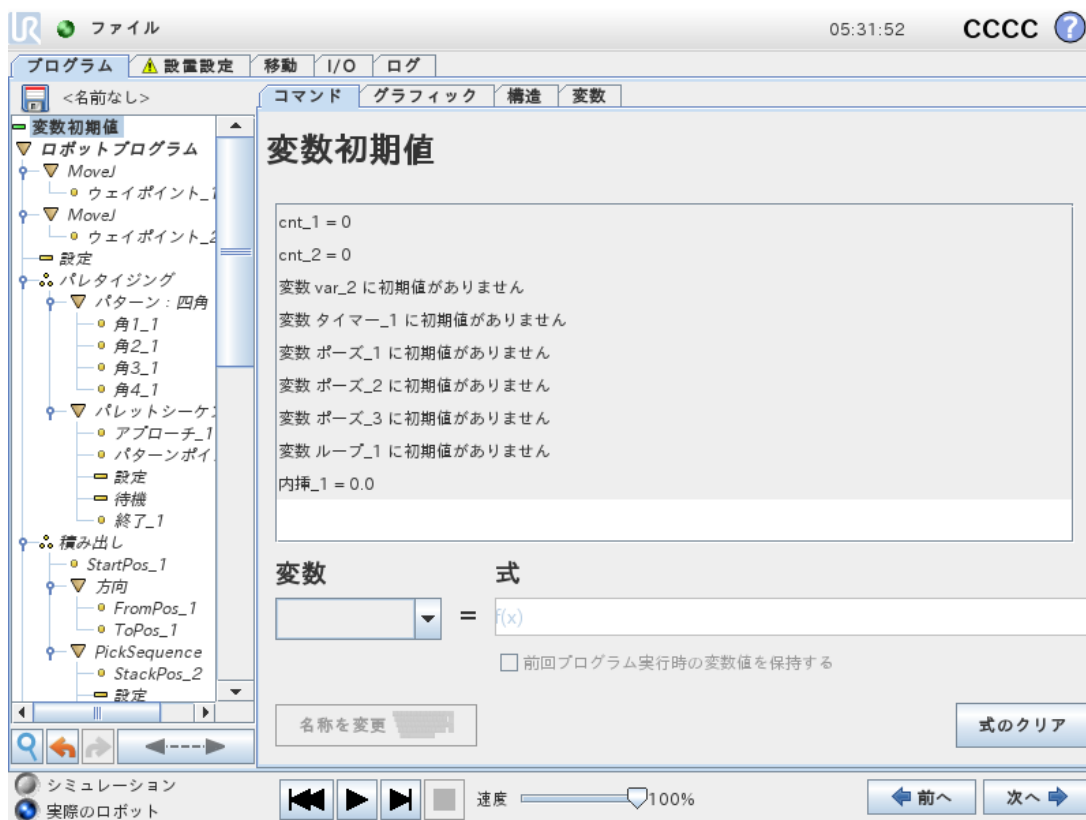 UR ファイル 05:31:52 CCCC ?
プログラム 設置設定 移動 I/O ログ
<名前なし> コマンド グラフィック 構造 変数
変数初期値
ロボットプログラム
MoveJ
ウェイポイント_1
MoveJ
ウェイポイント_2
設定
パレタイジング
パターン：四角
角1_1
角2_1
角3_1
角4_1
パレットシーケン
アプローチ_1
パターンポイ
設定
待機
終了_1
積み出し
StartPos_1
方向
FromPos_1
ToPos_1
PickSequence
StackPos_2
設定
変数初期値
cnt_1 = 0
cnt_2 = 0
変数 var_2 に初期値がありません
変数 タイマー_1 に初期値がありません
変数 ポーズ_1 に初期値がありません
変数 ポーズ_2 に初期値がありません
変数 ポーズ_3 に初期値がありません
変数 ループ_1 に初期値がありません
内挿_1 = 0.0
変数 式
= f(x)
前回プログラム実行時の変数値を保持する
名称を変更 式のクリア
シミュレーション
実際のロボット
速度 100% 前へ 次へ